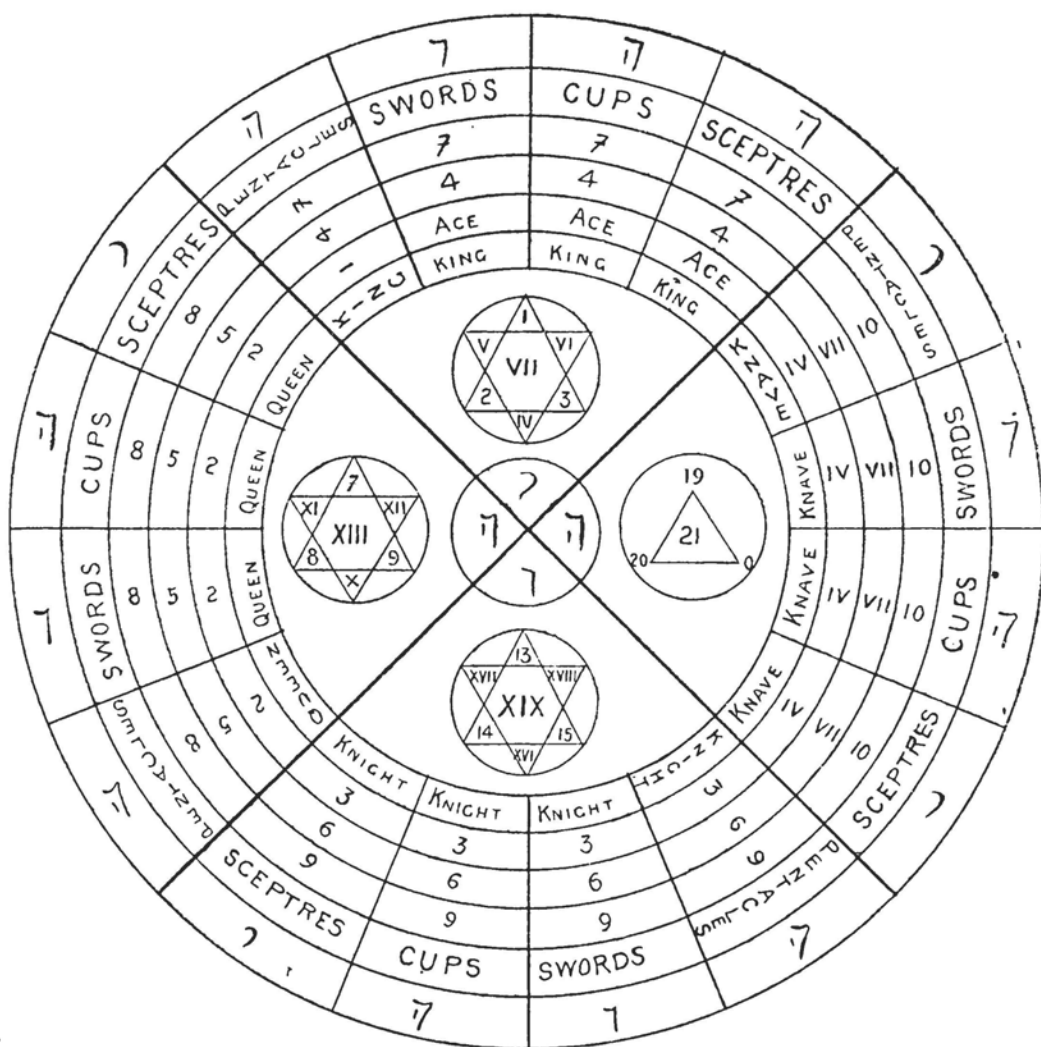 ה ו ה ה
PENTACLES SWORDS CUPS SCEPTRES
7 7 7 7
4 4 4 4
1 ACE ACE ACE
KING KING KING KING
י ו ה י
PENTACLES SWORDS CUPS SCEPTRES
10 10 10 10
VII VII VII VII
IV IV IV IV
KNAVE KNAVE KNAVE KNAVE
ה ו ה י
PENTACLES SWORDS CUPS SCEPTRES
9 9 9 9
6 6 6 6
3 3 3 3
KNIGHT KNIGHT KNIGHT KNIGHT
ה ו ה י
PENTACLES SWORDS CUPS SCEPTRES
8 8 8 8
5 5 5 5
2 2 2 2
QUEEN QUEEN QUEEN QUEEN
1
V VI
VII
2 3
IV
7
XI XII
XIII
8 9
X
י
ה ה
ו
19
21
20 0
13
XVII XVIII
XIX
14 15
XVI